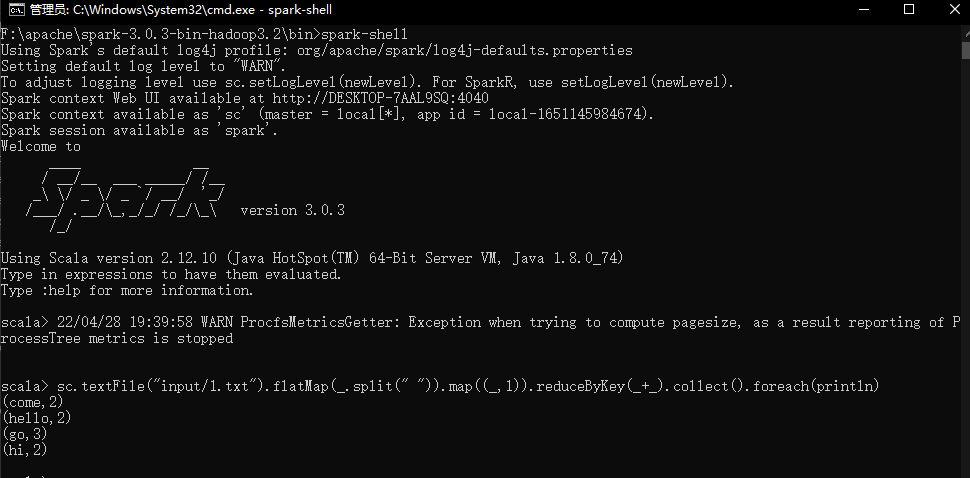 管理员: C:\Windows\System32\cmd.exe - spark-shell
F:\apache\spark-3.0.3-bin-hadoop3.2\bin>spark-shell
Using Spark's default log4j profile: org/apache/spark/log4j-defaults.properties
Setting default log level to "WARN".
To adjust logging level use sc.setLogLevel(newLevel). For SparkR, use setLogLevel(newLevel).
Spark context Web UI available at http://DESKTOP-7AAL9SQ:4040
Spark context available as 'sc' (master = local[*], app id = local-1651145984674).
Spark session available as 'spark'.
Welcome to
      ____              __
     / __/__  ___ _____/ /__
    _\ \/ _ \/ _ `/ __/  '_/
   /___/ .__/\_,_/_/ /_/\_\   version 3.0.3
      /_/
Using Scala version 2.12.10 (Java HotSpot(TM) 64-Bit Server VM, Java 1.8.0_74)
Type in expressions to have them evaluated.
Type :help for more information.
scala> 22/04/28 19:39:58 WARN ProcfsMetricsGetter: Exception when trying to compute pagesize, as a result reporting of P
rocessTree metrics is stopped
scala> sc.textFile("input/1.txt").flatMap(_.split(" ")).map((_,1)).reduceByKey(_+_).collect().foreach(println)
(come,2)
(hello,2)
(go,3)
(hi,2)